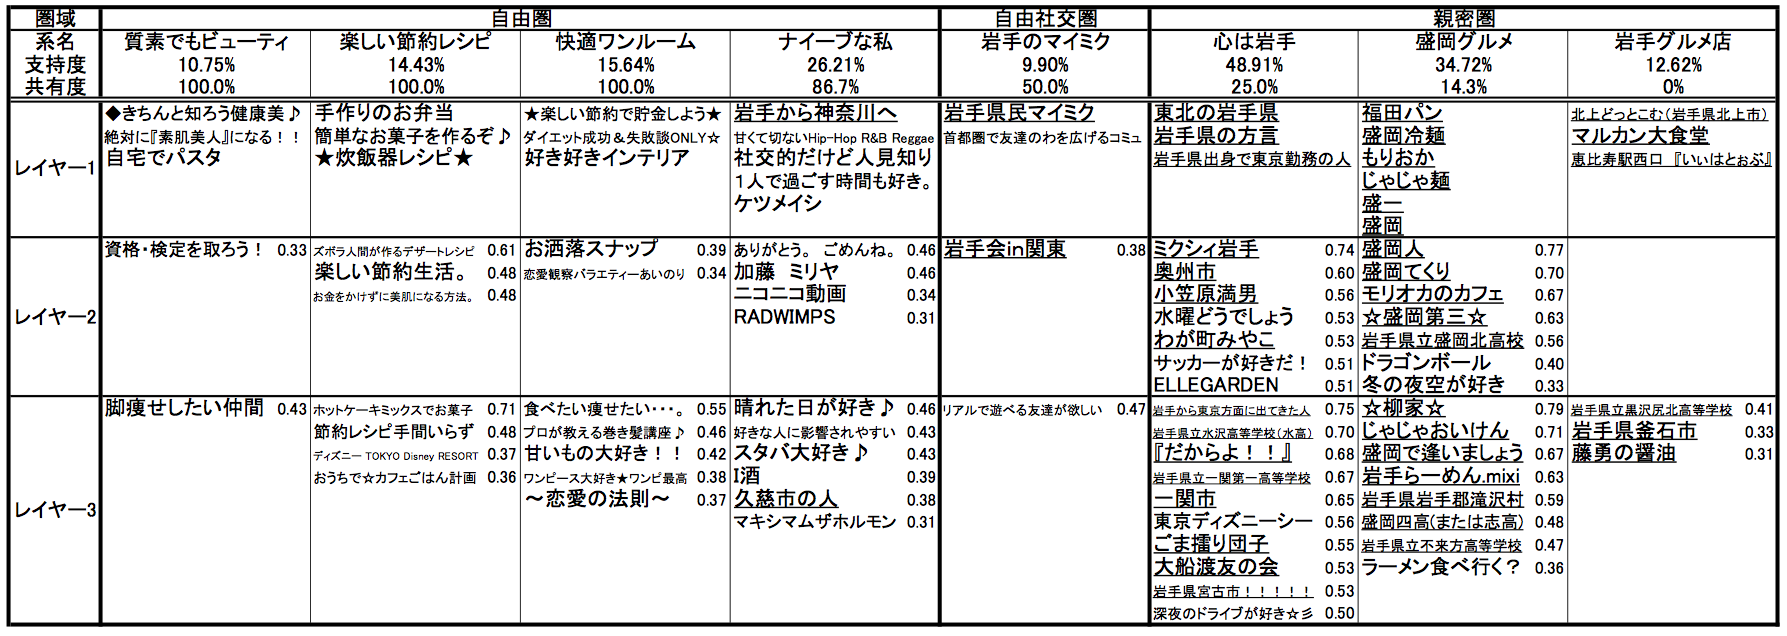 圏域 自由圏 自由社交圏 親密圏
系名 質素でもビューティ 楽しい節約レシピ 快適ワンルーム ナイーブな私 岩手のマイミク 心は岩手 盛岡グルメ 岩手グルメ店
支持度 10.75% 14.43% 15.64% 26.21% 9.90% 48.91% 34.72% 12.62%
共有度 100.0% 100.0% 100.0% 86.7% 50.0% 25.0% 14.3% 0%
レイヤー1
◆きちんと知ろう健康美♪
絶対に『素肌美人』になる！！
自宅でパスタ
手作りのお弁当
簡単なお菓子を作るぞ♪
★炊飯器レシピ★
★楽しい節約で貯金しよう★
ダイエット成功＆失敗談ONLY☆
好き好きインテリア
岩手から神奈川へ
甘くて切ないHip-Hop R&B Reggae
社交的だけど人見知り
１人で過ごす時間も好き。
ケツメイシ
岩手県民マイミク
首都圏で友達のわを広げるコミュ
東北の岩手県
岩手県の方言
岩手県出身で東京勤務の人
福田パン
盛岡冷麺
もりおか
じゃじゃ麺
盛一
盛岡
北上どっとこむ(岩手県北上市)
マルカン大食堂
恵比寿駅西口 『いいはとぉぶ』
レイヤー2
資格・検定を取ろう！ 0.33
ズボラ人間が作るデザートレシピ 0.61
楽しい節約生活。 0.48
お金をかけずに美肌になる方法。 0.48
お洒落スナップ 0.39
恋愛観察バラエティーあいのり 0.34
ありがとう。 ごめんね。 0.46
加藤 ミリヤ 0.46
ニコニコ動画 0.34
RADWIMPS 0.31
岩手会in関東 0.38
ミクシィ岩手 0.74
奥州市 0.60
小笠原満男 0.56
水曜どうでしょう 0.53
わが町みやこ 0.53
サッカーが好きだ！ 0.51
ELLEGARDEN 0.51
盛岡人 0.77
盛岡てくり 0.70
モリオカのカフェ 0.67
☆盛岡第三☆ 0.63
岩手県立盛岡北高校 0.56
ドラゴンボール 0.40
冬の夜空が好き 0.33
レイヤー3
脚痩せしたい仲間 0.43
ホットケーキミックスでお菓子 0.71
節約レシピ手間いらず 0.48
ディズニー TOKYO Disney RESORT 0.37
おうちで☆カフェごはん計画 0.36
食べたい痩せたい・・・。 0.55
プロが教える巻き髪講座♪ 0.46
甘いもの大好き！！ 0.42
ワンピース大好き★ワンピ最高 0.38
～恋愛の法則～ 0.37
晴れた日が好き♪ 0.46
好きな人に影響されやすい 0.43
スタバ大好き♪ 0.43
I酒 0.39
久慈市の人 0.38
マキシマムザホルモン 0.31
リアルで遊べる友達が欲しい 0.47
岩手から東京方面に出てきた人 0.75
岩手県立水沢高等学校(水高) 0.70
『だからよ！！』 0.68
岩手県立一関第一高等学校 0.67
一関市 0.65
東京ディズニーシー 0.56
ごま摺り団子 0.55
大船渡友の会 0.53
岩手県宮古市！！！！！ 0.53
深夜のドライブが好き☆彡 0.50
☆柳家☆ 0.79
じゃじゃおいけん 0.71
盛岡で逢いましょう 0.67
岩手らーめん.mixi 0.63
岩手県岩手郡滝沢村 0.59
盛岡四高(または志高) 0.48
岩手県立不来方高等学校 0.47
ラーメン食べ行く？ 0.36
岩手県立黒沢尻北高等学校 0.41
岩手県釜石市 0.33
藤勇の醤油 0.31